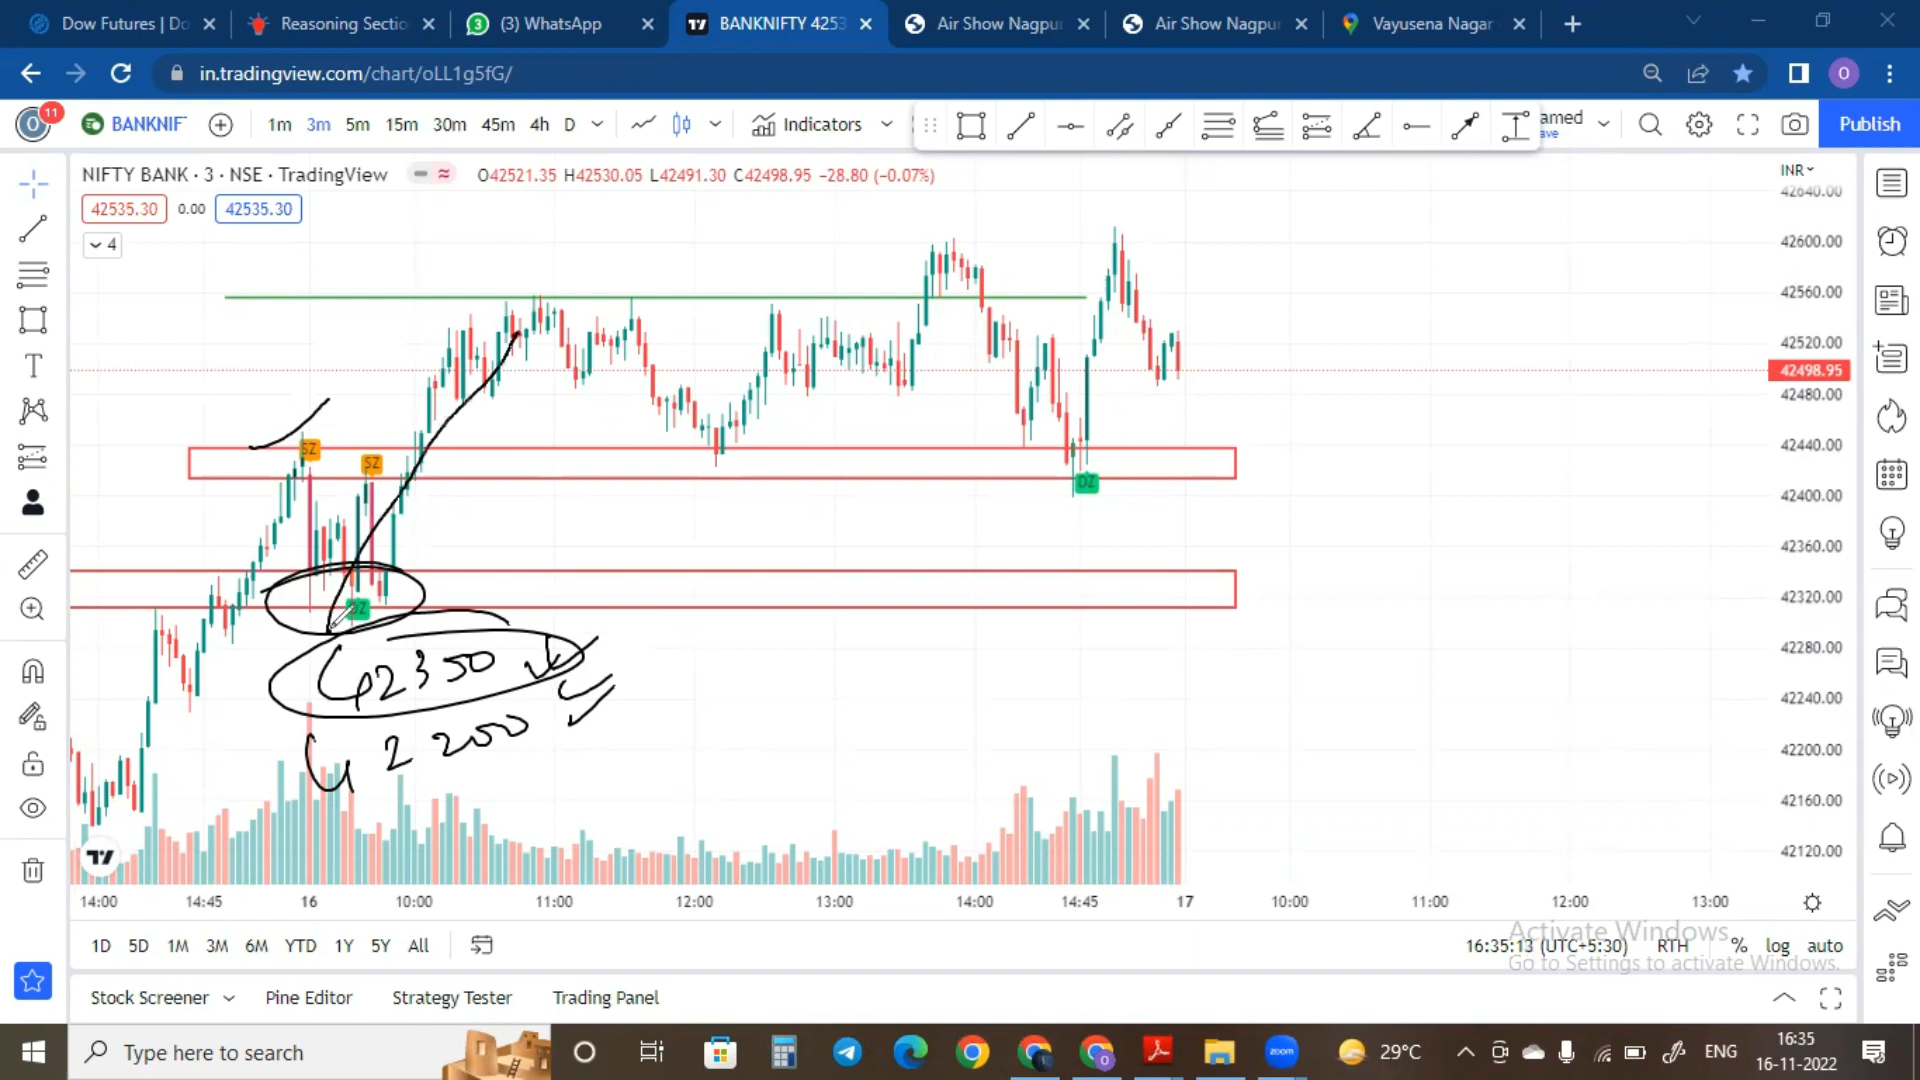 Dow Futures | Do
Reasoning Sectio
(3) WhatsApp
BANKNIFTY 4253
Air Show Nagpur
Air Show Nagpur
Vayusena Nagar
in.tradingview.com/chart/oLL1g5fG/
O
O 11
BANKNIF
1m 3m 5m 15m 30m 45m 4h D
Indicators
amed
ave
Publish
NIFTY BANK · 3 · NSE · TradingView
O42521.35 H42530.05 L42491.30 C42498.95 −28.80 (−0.07%)
INR
42535.30 0.00 42535.30
4
42640.00
42600.00
42560.00
42520.00
42498.95
42480.00
42440.00
42400.00
42360.00
42320.00
42280.00
42240.00
42200.00
42160.00
42120.00
SZ
SZ
DZ
DZ
42350
42200
14:00 14:45 16 10:00 11:00 12:00 13:00 14:00 14:45 17 10:00 11:00 12:00 13:00
1D 5D 1M 3M 6M YTD 1Y 5Y All
16:35:13 (UTC+5:30) RTH % log auto
Activate Windows
Go to Settings to activate Windows.
Stock Screener Pine Editor Strategy Tester Trading Panel
Type here to search
zoom
29°C
ENG
16:35
16-11-2022